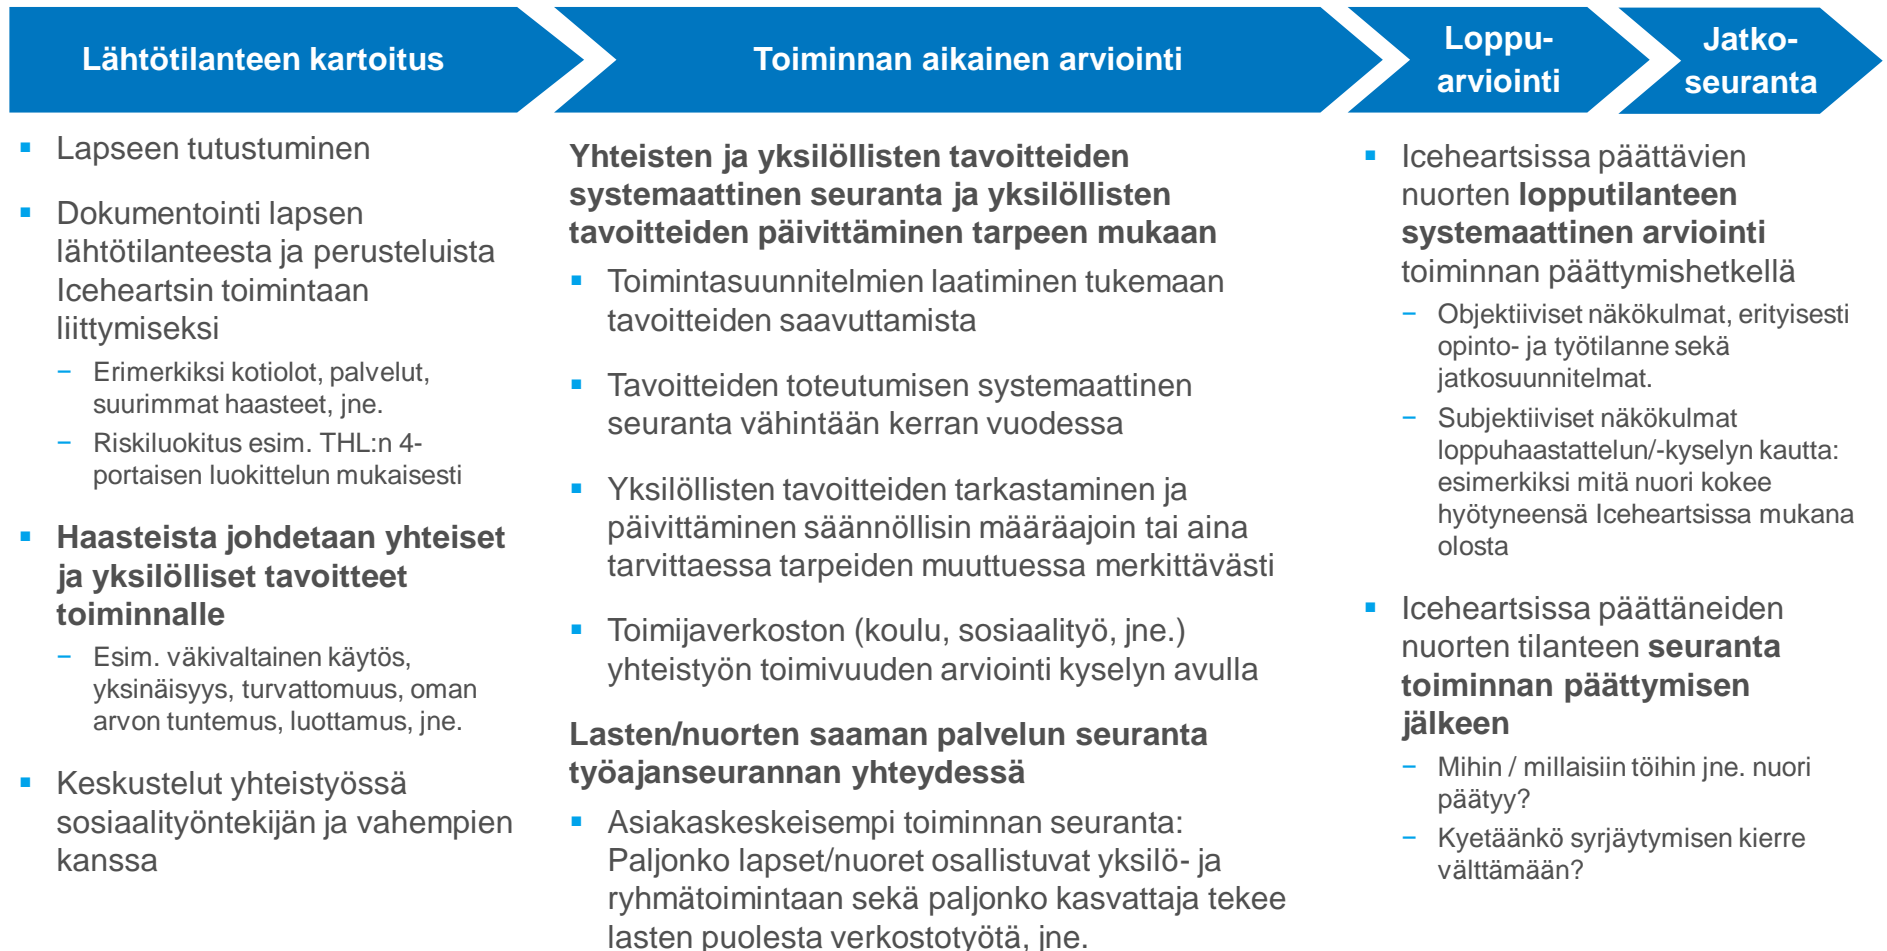 Lähtötilanteen kartoitus
Toiminnan aikainen arviointi
Loppu-
arviointi
Jatko-
seuranta
▪ Lapseen tutustuminen
▪ Dokumentointi lapsen
lähtötilanteesta ja perusteluista
Iceheartsin toimintaan
liittymiseksi
− Erimerkiksi kotiolot, palvelut,
suurimmat haasteet, jne.
− Riskiluokitus esim. THL:n 4-
portaisen luokittelun mukaisesti
▪ Haasteista johdetaan yhteiset
ja yksilölliset tavoitteet
toiminnalle
− Esim. väkivaltainen käytös,
yksinäisyys, turvattomuus, oman
arvon tuntemus, luottamus, jne.
▪ Keskustelut yhteistyössä
sosiaalityöntekijän ja vahempien
kanssa
Yhteisten ja yksilöllisten tavoitteiden
systemaattinen seuranta ja yksilöllisten
tavoitteiden päivittäminen tarpeen mukaan
▪ Toimintasuunnitelmien laatiminen tukemaan
tavoitteiden saavuttamista
▪ Tavoitteiden toteutumisen systemaattinen
seuranta vähintään kerran vuodessa
▪ Yksilöllisten tavoitteiden tarkastaminen ja
päivittäminen säännöllisin määräajoin tai aina
tarvittaessa tarpeiden muuttuessa merkittävästi
▪ Toimijaverkoston (koulu, sosiaalityö, jne.)
yhteistyön toimivuuden arviointi kyselyn avulla
Lasten/nuorten saaman palvelun seuranta
työajanseurannan yhteydessä
▪ Asiakaskeskeisempi toiminnan seuranta:
Paljonko lapset/nuoret osallistuvat yksilö- ja
ryhmätoimintaan sekä paljonko kasvattaja tekee
lasten puolesta verkostotyötä, jne.
▪ Iceheartsissa päättävien
nuorten lopputilanteen
systemaattinen arviointi
toiminnan päättymishetkellä
− Objektiiviset näkökulmat, erityisesti
opinto- ja työtilanne sekä
jatkosuunnitelmat.
− Subjektiiviset näkökulmat
loppuhaastattelun/-kyselyn kautta:
esimerkiksi mitä nuori kokee
hyötyneensä Iceheartsissa mukana
olosta
▪ Iceheartsissa päättäneiden
nuorten tilanteen seuranta
toiminnan päättymisen
jälkeen
− Mihin / millaisiin töihin jne. nuori
päätyy?
− Kyetäänkö syrjäytymisen kierre
välttämään?